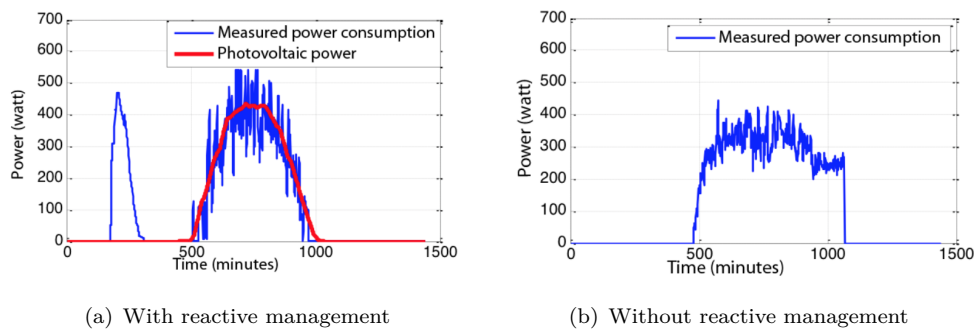 700
600
500
400
300
200
100
0
Power (watt)
Measured power consumption
Photovoltaic power
0
500
1000
1500
Time (minutes)
(a) With reactive management
700
600
500
400
300
200
100
0
Power (watt)
Measured power consumption
0
500
1000
1500
Time (minutes)
(b) Without reactive management